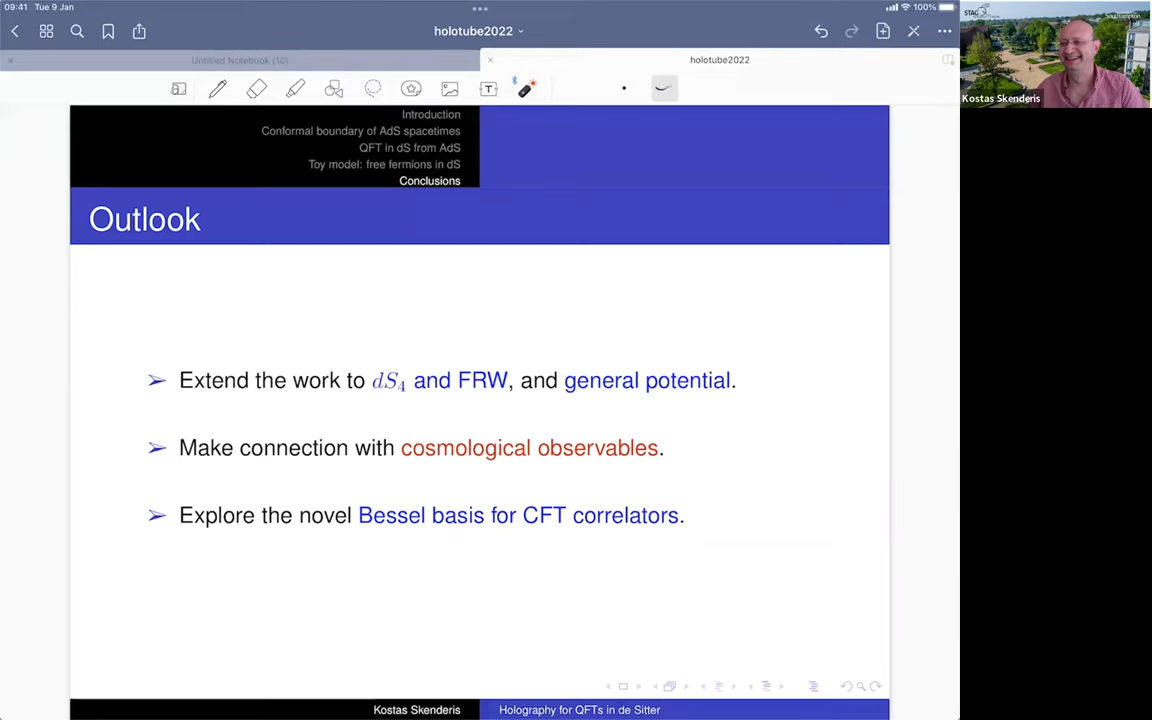 09:41 Tue 9 Jan
100%
holotube2022
Untitled Notebook (10)
holotube2022
STAG
Southampton
Kostas Skenderis
Introduction
Conformal boundary of AdS spacetimes
QFT in dS from AdS
Toy model: free fermions in dS
Conclusions
Outlook
➢ Extend the work to dS₄ and FRW, and general potential.
➢ Make connection with cosmological observables.
➢ Explore the novel Bessel basis for CFT correlators.
Kostas Skenderis
Holography for QFTs in de Sitter